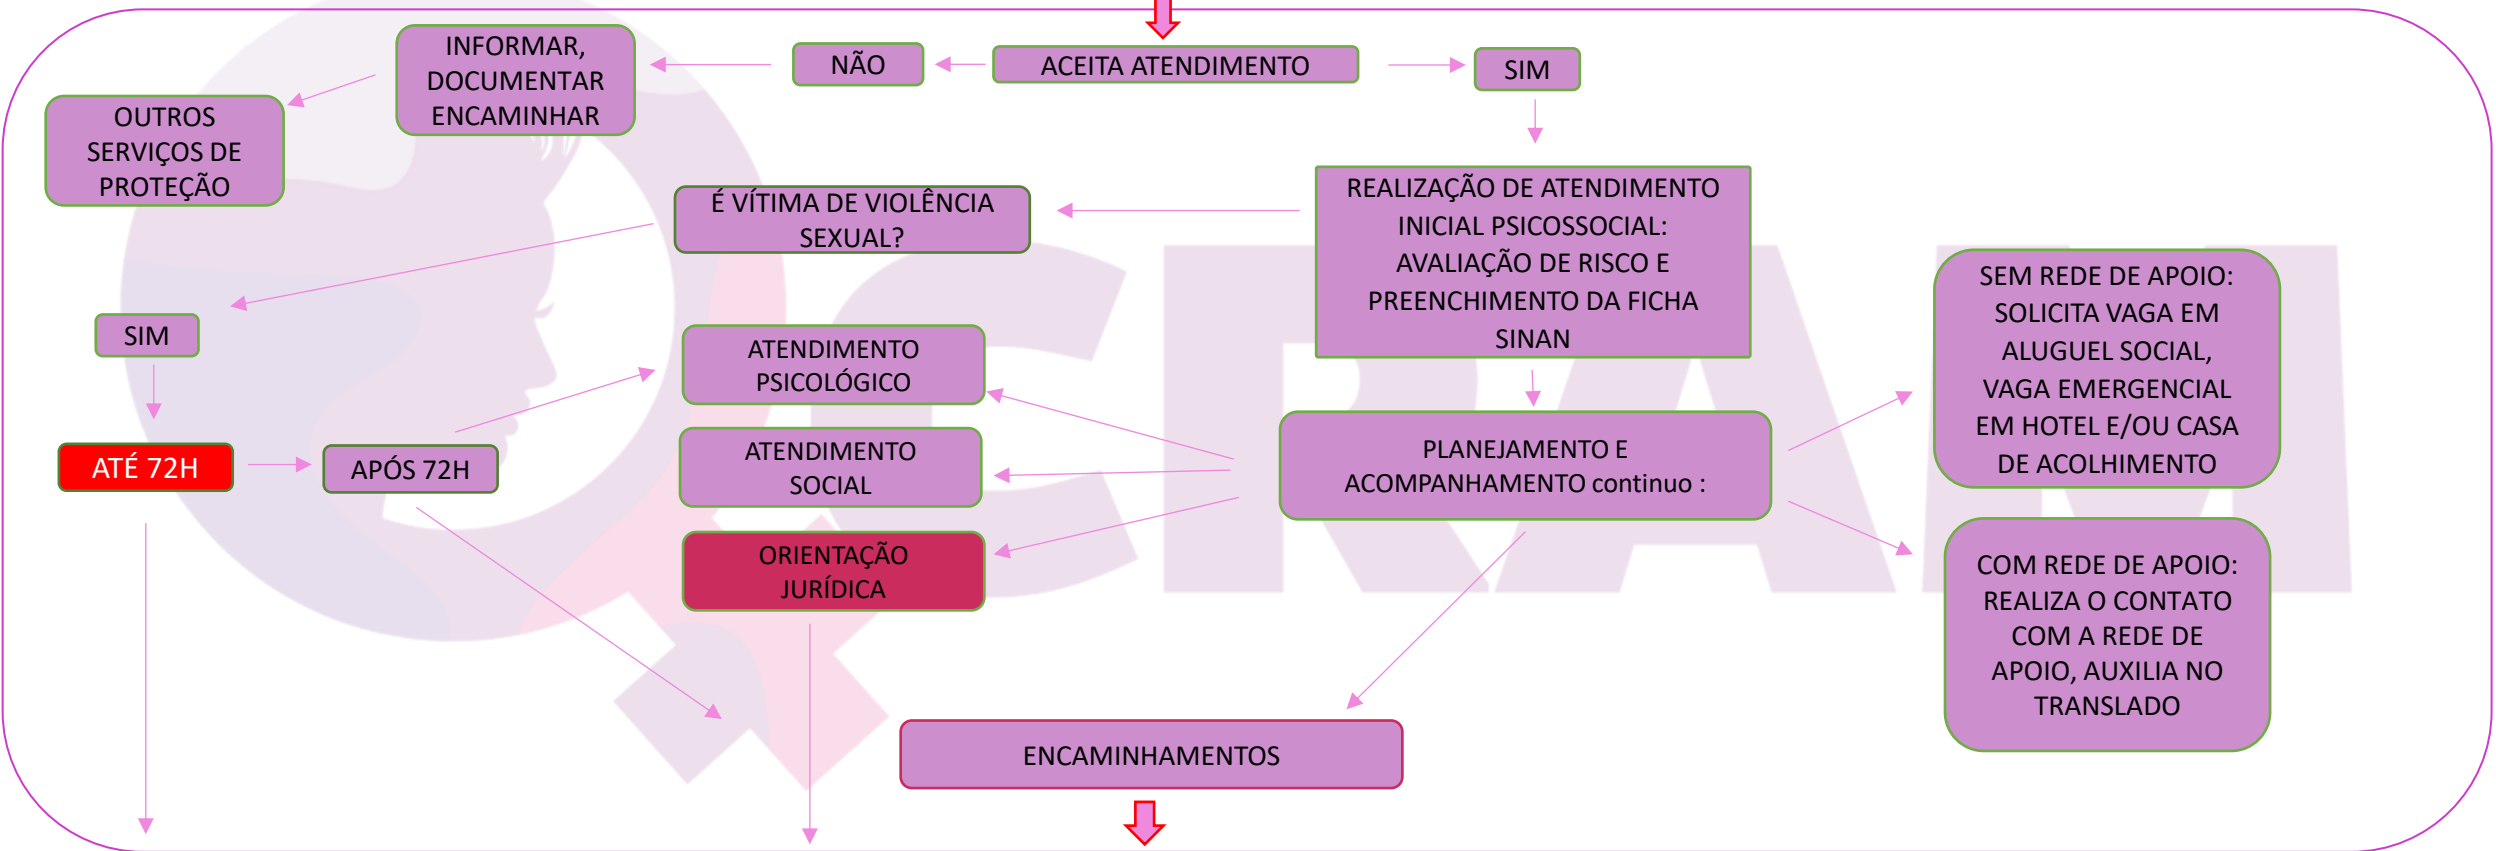 INFORMAR,
DOCUMENTAR
ENCAMINHAR
NÃO
ACEITA ATENDIMENTO
SIM
OUTROS
SERVIÇOS DE
PROTEÇÃO
É VÍTIMA DE VIOLÊNCIA
SEXUAL?
REALIZAÇÃO DE ATENDIMENTO
INICIAL PSICOSSOCIAL:
AVALIAÇÃO DE RISCO E
PREENCHIMENTO DA FICHA
SINAN
SEM REDE DE APOIO:
SOLICITA VAGA EM
ALUGUEL SOCIAL,
VAGA EMERGENCIAL
EM HOTEL E/OU CASA
DE ACOLHIMENTO
SIM
ATENDIMENTO
PSICOLÓGICO
ATÉ 72H
APÓS 72H
ATENDIMENTO
SOCIAL
PLANEJAMENTO E
ACOMPANHAMENTO continuo :
ORIENTAÇÃO
JURÍDICA
COM REDE DE APOIO:
REALIZA O CONTATO
COM A REDE DE
APOIO, AUXILIA NO
TRANSLADO
ENCAMINHAMENTOS
CRAM